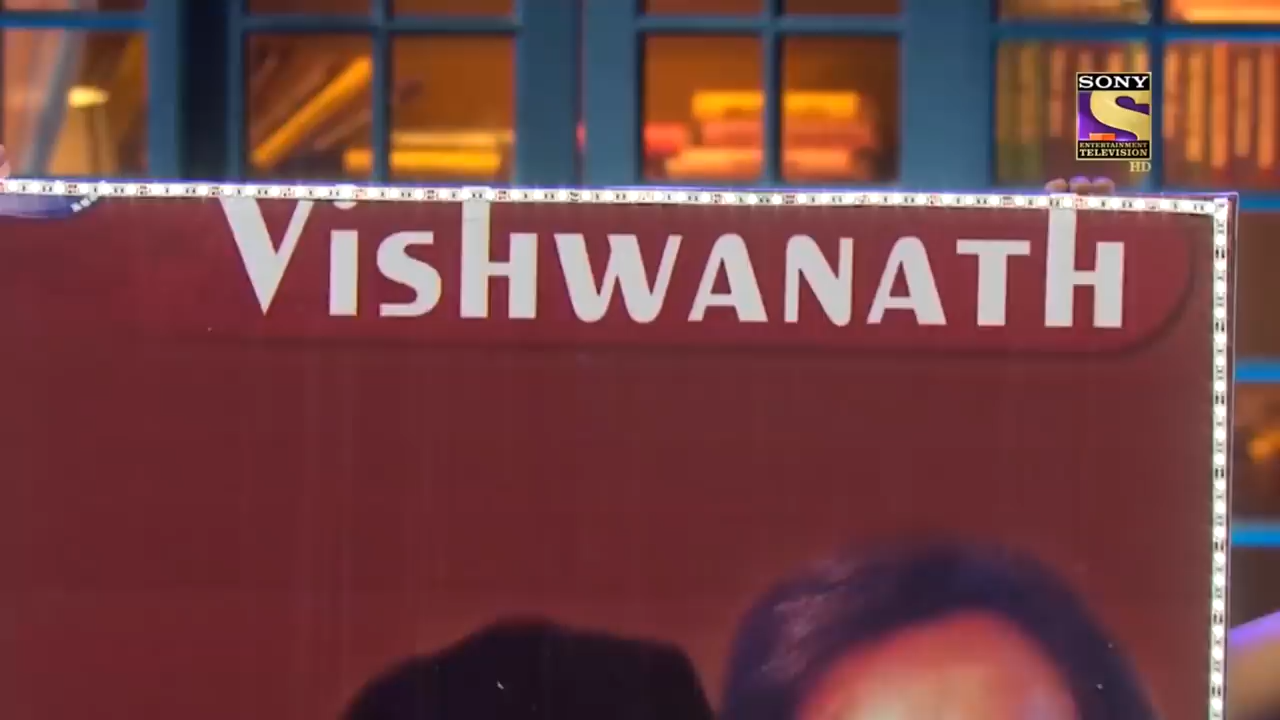 SONY
ENTERTAINMENT
TELEVISION
HD
VISHWANATH